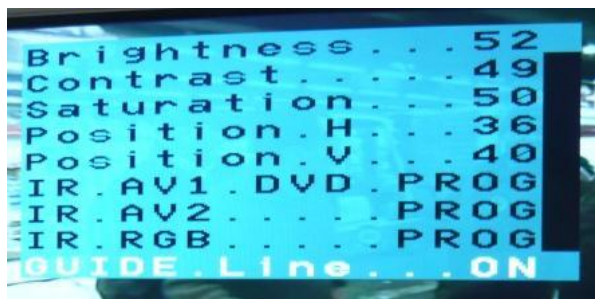 Brightness...52
Contrast.....49
Saturation...50
Position.H...36
Position.V...40
IR.AV1.DVD.PROG
IR.AV2.....PROG
IR.RGB.....PROG
GUIDE.Line...ON